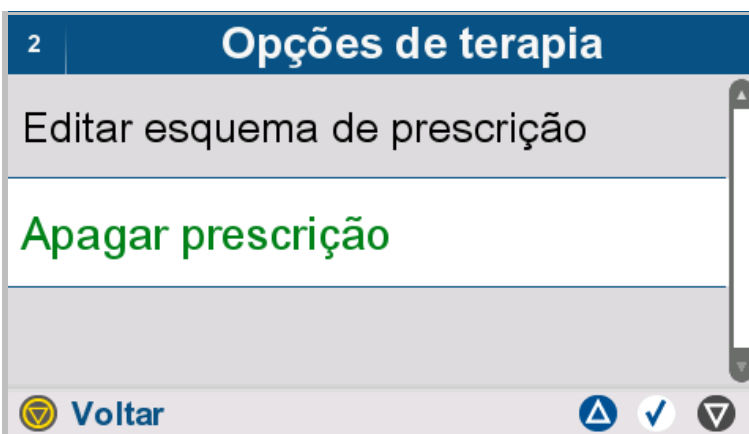 2 Opções de terapia
Editar esquema de prescrição
Apagar prescrição
Voltar